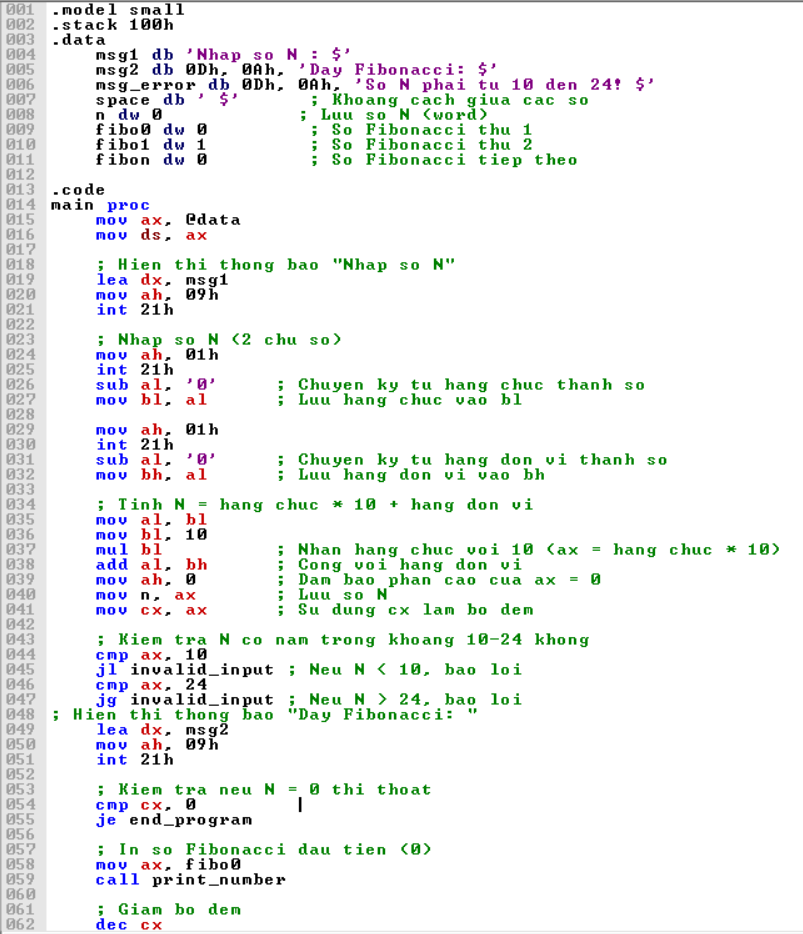 001 .model small
002 .stack 100h
003 .data
004     msg1 db 'Nhap so N : $'
005     msg2 db 0Dh, 0Ah, 'Day Fibonacci: $'
006     msg_error db 0Dh, 0Ah, 'So N phai tu 10 den 24! $'
007     space db ' $'        ; Khoang cach giua cac so
008     n dw 0               ; Luu so N (word)
009     fibo0 dw 0           ; So Fibonacci thu 1
010     fibo1 dw 1           ; So Fibonacci thu 2
011     fibon dw 0           ; So Fibonacci tiep theo
012
013 .code
014 main proc
015     mov ax, @data
016     mov ds, ax
017
018     ; Hien thi thong bao "Nhap so N"
019     lea dx, msg1
020     mov ah, 09h
021     int 21h
022
023     ; Nhap so N (2 chu so)
024     mov ah, 01h
025     int 21h
026     sub al, '0'     ; Chuyen ky tu hang chuc thanh so
027     mov bl, al      ; Luu hang chuc vao bl
028
029     mov ah, 01h
030     int 21h
031     sub al, '0'     ; Chuyen ky tu hang don vi thanh so
032     mov bh, al      ; Luu hang don vi vao bh
033
034     ; Tinh N = hang chuc * 10 + hang don vi
035     mov al, bl
036     mov bl, 10
037     mul bl          ; Nhan hang chuc voi 10 (ax = hang chuc * 10)
038     add al, bh      ; Cong voi hang don vi
039     mov ah, 0       ; Dam bao phan cao cua ax = 0
040     mov n, ax       ; Luu so N
041     mov cx, ax      ; Su dung cx lam bo dem
042
043     ; Kiem tra N co nam trong khoang 10-24 khong
044     cmp ax, 10
045     jl invalid_input ; Neu N < 10, bao loi
046     cmp ax, 24
047     jg invalid_input ; Neu N > 24, bao loi
048 ; Hien thi thong bao "Day Fibonacci: "
049     lea dx, msg2
050     mov ah, 09h
051     int 21h
052
053     ; Kiem tra neu N = 0 thi thoat
054     cmp cx, 0
055     je end_program
056
057     ; In so Fibonacci dau tien (0)
058     mov ax, fibo0
059     call print_number
060
061     ; Giam bo dem
062     dec cx